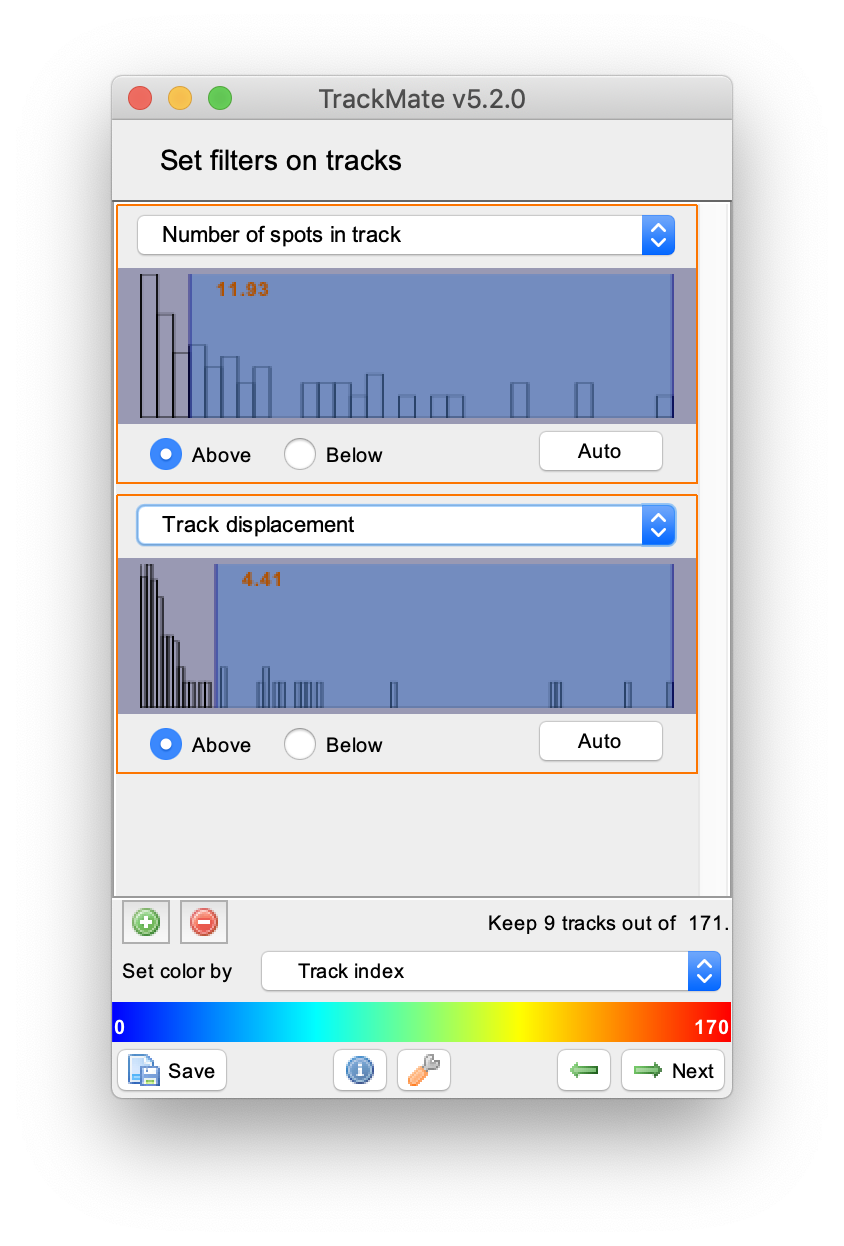 TrackMate v5.2.0
Set filters on tracks
Number of spots in track
11.93
Above Below Auto
Track displacement
4.41
Above Below Auto
Keep 9 tracks out of 171.
Set color by Track index
0 170
Save Next